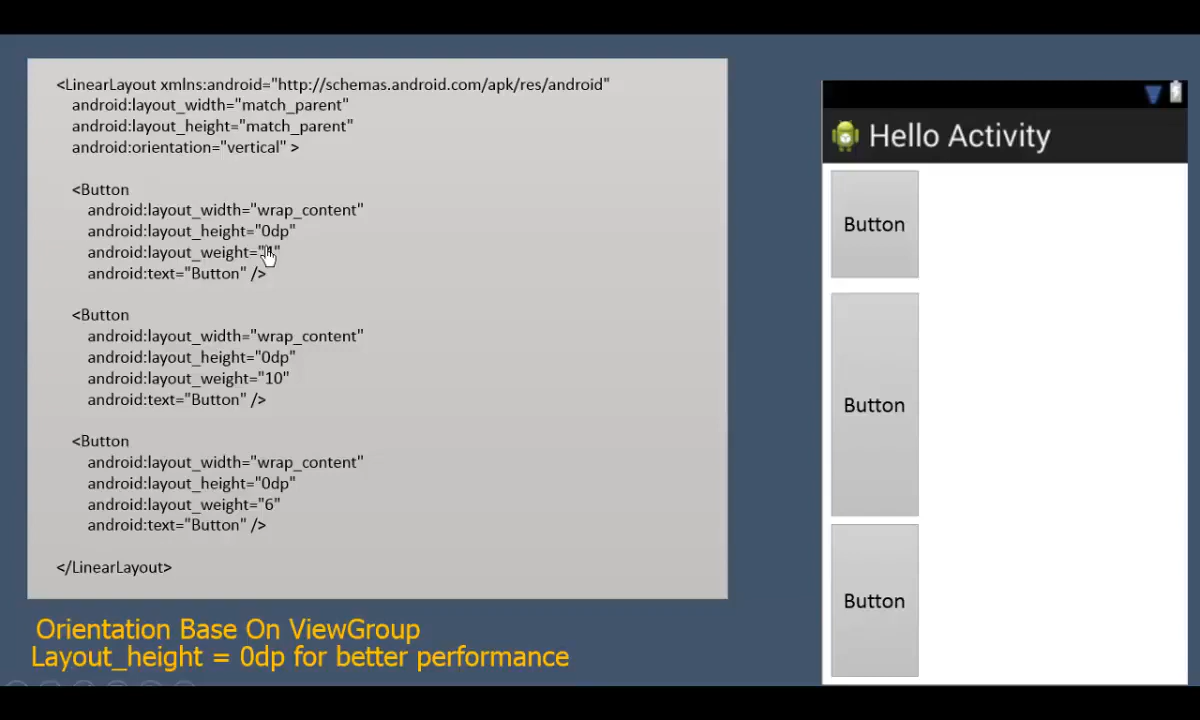 <LinearLayout xmlns:android="http://schemas.android.com/apk/res/android"
android:layout_width="match_parent"
android:layout_height="match_parent"
android:orientation="vertical" >
<Button
android:layout_width="wrap_content"
android:layout_height="0dp"
android:layout_weight="
android:text="Button" />
<Button
android:layout_width="wrap_content"
android:layout_height="0dp"
android:layout_weight="10"
android:text="Button" />
<Button
android:layout_width="wrap_content"
android:layout_height="0dp"
android:layout_weight="6"
android:text="Button" />
</LinearLayout>
Orientation Base On ViewGroup
Layout_height = 0dp for better performance
Hello Activity
Button
Button
Button